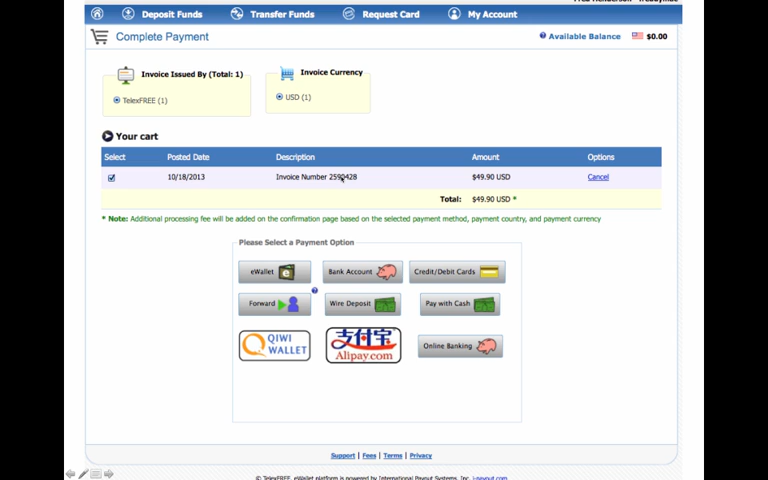 Deposit Funds Transfer Funds Request Card My Account
Complete Payment Available Balance $0.00
Invoice Issued By (Total: 1) Invoice Currency
TelexFREE (1) USD (1)
Your cart
Select Posted Date Description Amount Options
10/18/2013 Invoice Number 2590428 $49.90 USD Cancel
Total: $49.90 USD *
* Note: Additional processing fee will be added on the confirmation page based on the selected payment method, payment country, and payment currency
Please Select a Payment Option
eWallet Bank Account Credit/Debit Cards
Forward Wire Deposit Pay with Cash
QIWI WALLET 支付宝 Alipay.com Online Banking
Support | Fees | Terms | Privacy
© TelexFREE, eWallet platform is powered by International Payout Systems, Inc. i-payout.com